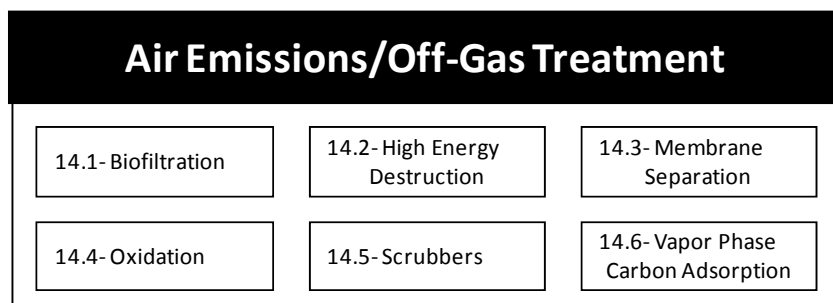 Air Emissions/Off-Gas Treatment
14.1- Biofiltration
14.2- High Energy
Destruction
14.3- Membrane
Separation
14.4- Oxidation
14.5- Scrubbers
14.6- Vapor Phase
Carbon Adsorption